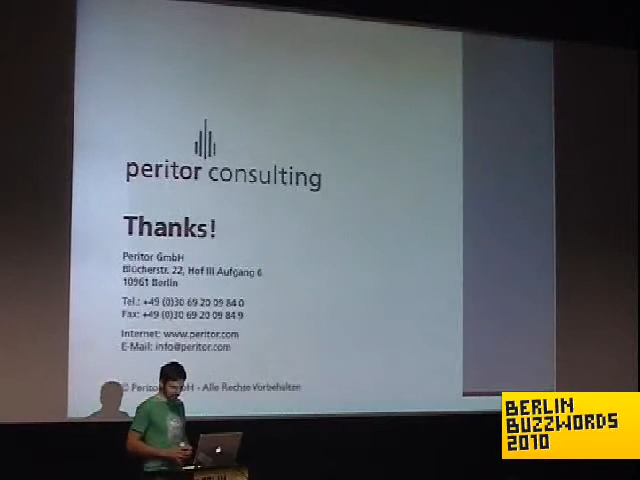 peritor consulting
Thanks!
Peritor GmbH
Blücherstr. 22, Hof III Aufgang 6
10961 Berlin
Tel.: +49 (0)30 69 20 09 84 0
Fax: +49 (0)30 69 20 09 84 9
Internet: www.peritor.com
E-Mail: info@peritor.com
© Peritor GmbH - Alle Rechte Vorbehalten
BERLIN
BUZZWORDS
2010